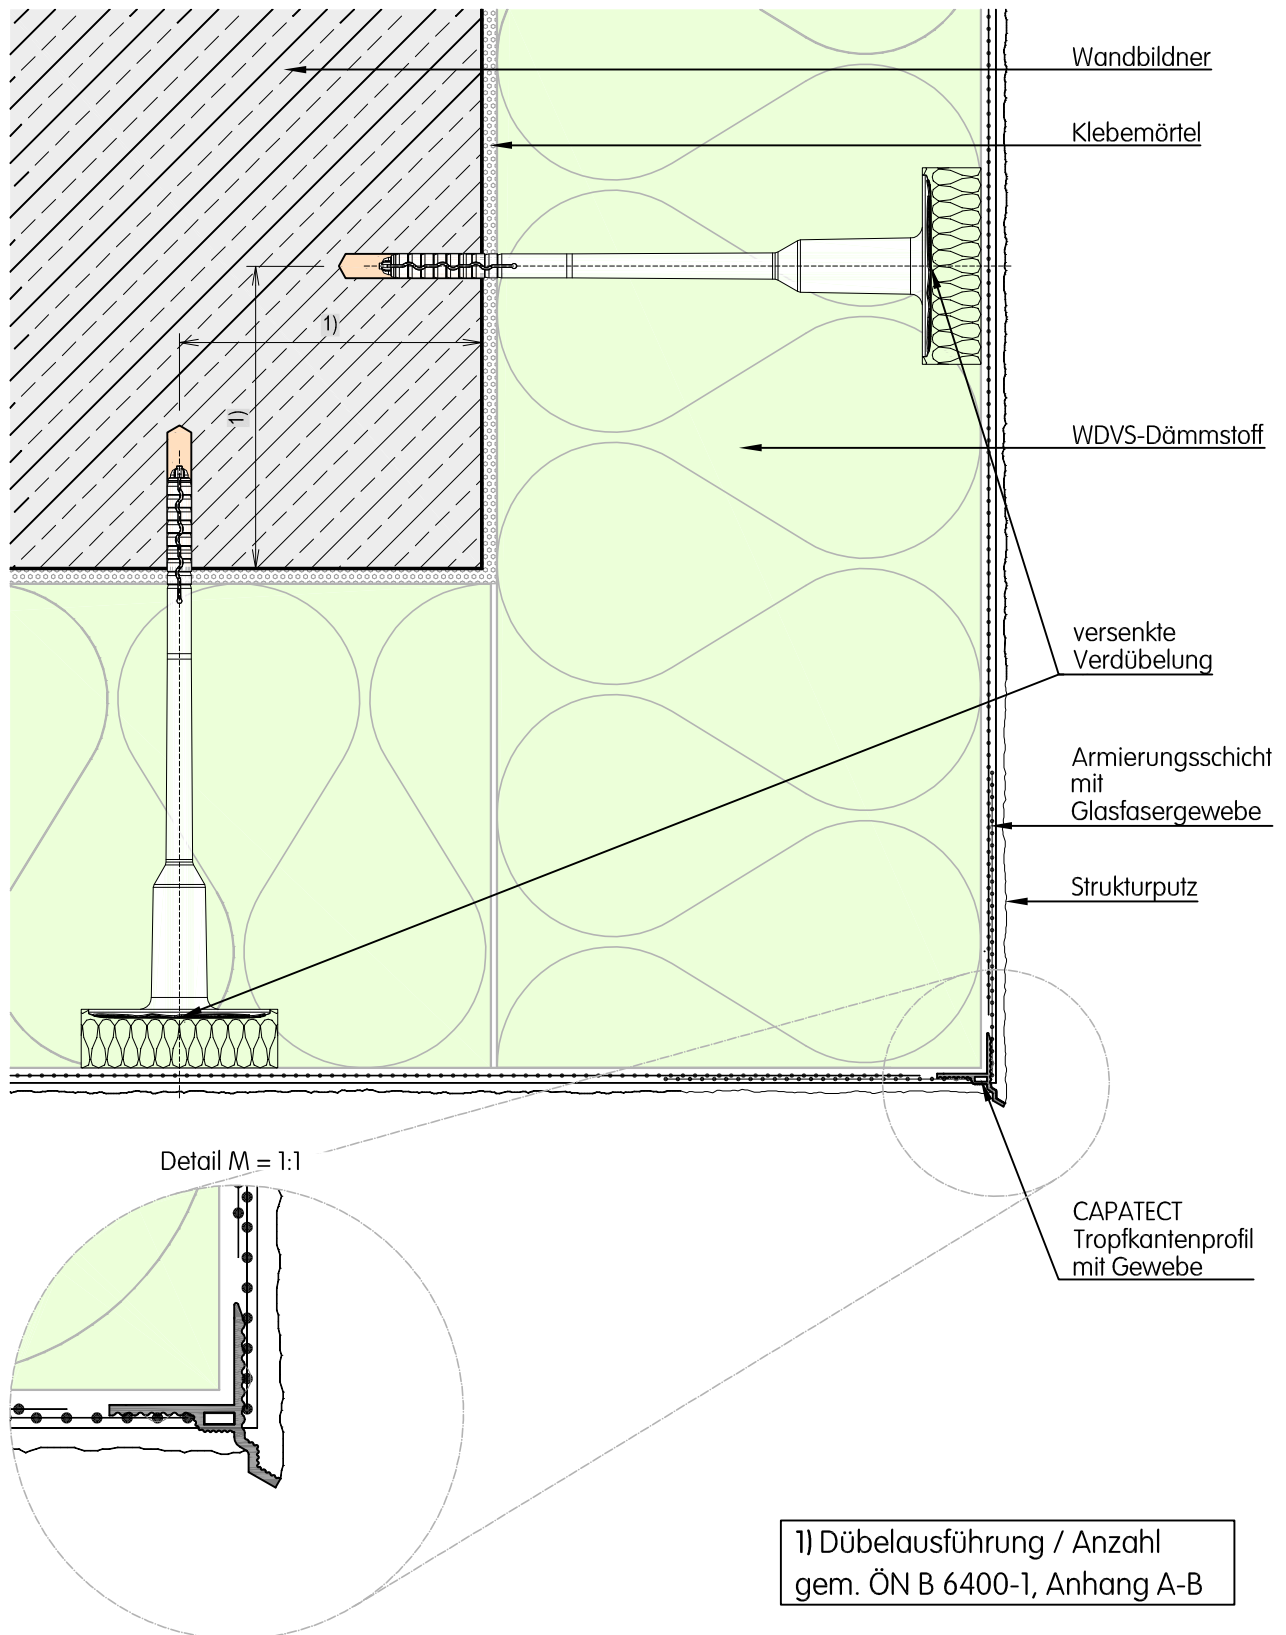 Wandbildner
Klebemörtel
1)
1)
WDVS-Dämmstoff
versenkte
Verdübelung
Armierungsschicht
mit
Glasfasergewebe
Strukturputz
Detail M = 1:1
CAPATECT
Tropfkantenprofil
mit Gewebe
1) Dübelausführung / Anzahl
gem. ÖN B 6400-1, Anhang A-B